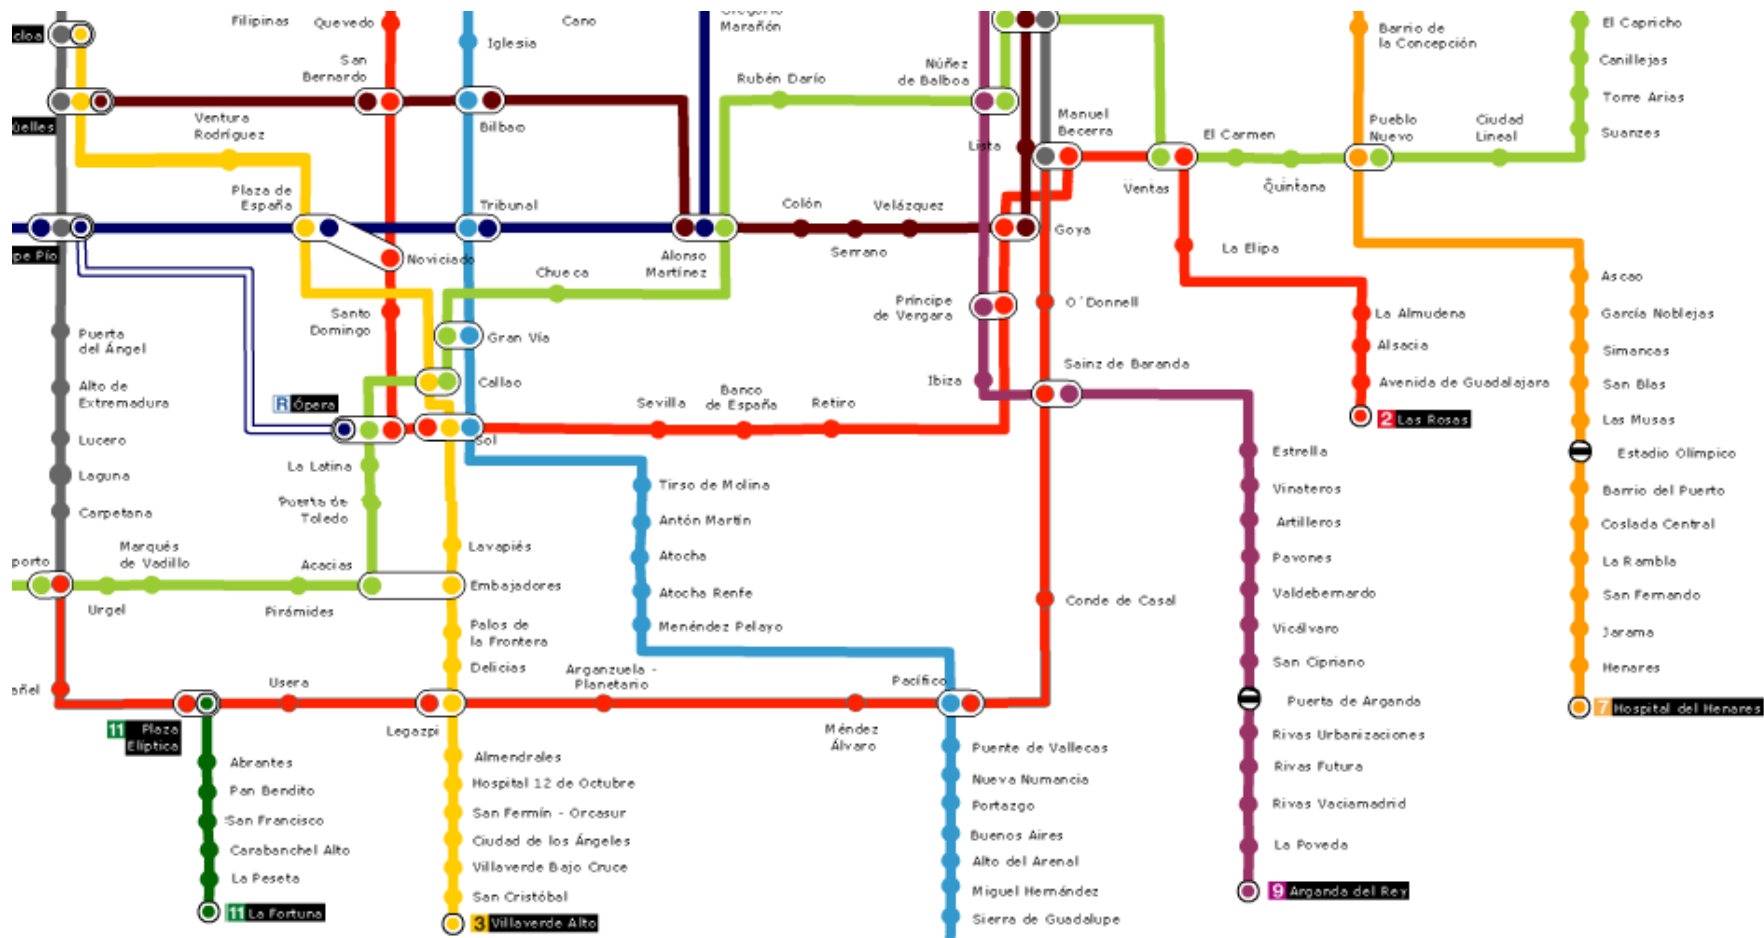 Filipinas
Quevedo
Cano
Marañón
Iglesia
Barrio de
la Concepción
El Capricho
cloa
San
Bernardo
Núñez
de Balboa
Rubén Darío
Canillejas
Torre Arias
Ventura
Rodríguez
Bilbao
Manuel
Becerra
El Carmen
Pueblo
Nuevo
Ciudad
Lineal
Suanzes
üelles
Lista
Ventas
Quintana
Plaza de
España
Tribunal
Colón
Velázquez
Goya
pe Pío
Noviciado
Alonso
Martínez
Serrano
La Elipa
Chueca
Ascao
Santo
Domingo
Príncipe
de Vergara
O´Donnell
La Almudena
García Noblejas
Puerta
del Ángel
Gran Vía
Alsacia
Simancas
Alto de
Extremadura
Callao
Ibiza
Sainz de Baranda
Avenida de Guadalajara
San Blas
R Ópera
Sevilla
Banco
de España
Retiro
2 Las Rosas
Las Musas
Lucero
Sol
Estrella
Estadio Olímpico
Laguna
La Latina
Tirso de Molina
Vinateros
Barrio del Puerto
Carpetana
Puerta de
Toledo
Antón Martín
Artilleros
Coslada Central
porto
Marqués
de Vadillo
Acacias
Lavapiés
Atocha
Pavones
La Rambla
Urgel
Pirámides
Embajadores
Atocha Renfe
Conde de Casal
Valdebernardo
San Fernando
Palos de
la Frontera
Menéndez Pelayo
Vicálvaro
Jarama
Delicias
Arganzuela -
Planetario
Pacífico
San Cipriano
Henares
añel
Usera
Puerta de Arganda
7 Hospital del Henares
11 Plaza
Elíptica
Legazpi
Méndez
Álvaro
Rivas Urbanizaciones
Abrantes
Almendrales
Puente de Vallecas
Rivas Futura
Pan Bendito
Hospital 12 de Octubre
Nueva Numancia
Rivas Vaciamadrid
San Francisco
San Fermín - Orcasur
Portazgo
Carabanchel Alto
Ciudad de los Ángeles
Buenos Aires
La Poveda
La Peseta
Villaverde Bajo Cruce
Alto del Arenal
11 La Fortuna
San Cristóbal
Miguel Hernández
9 Arganda del Rey
3 Villaverde Alto
Sierra de Guadalupe